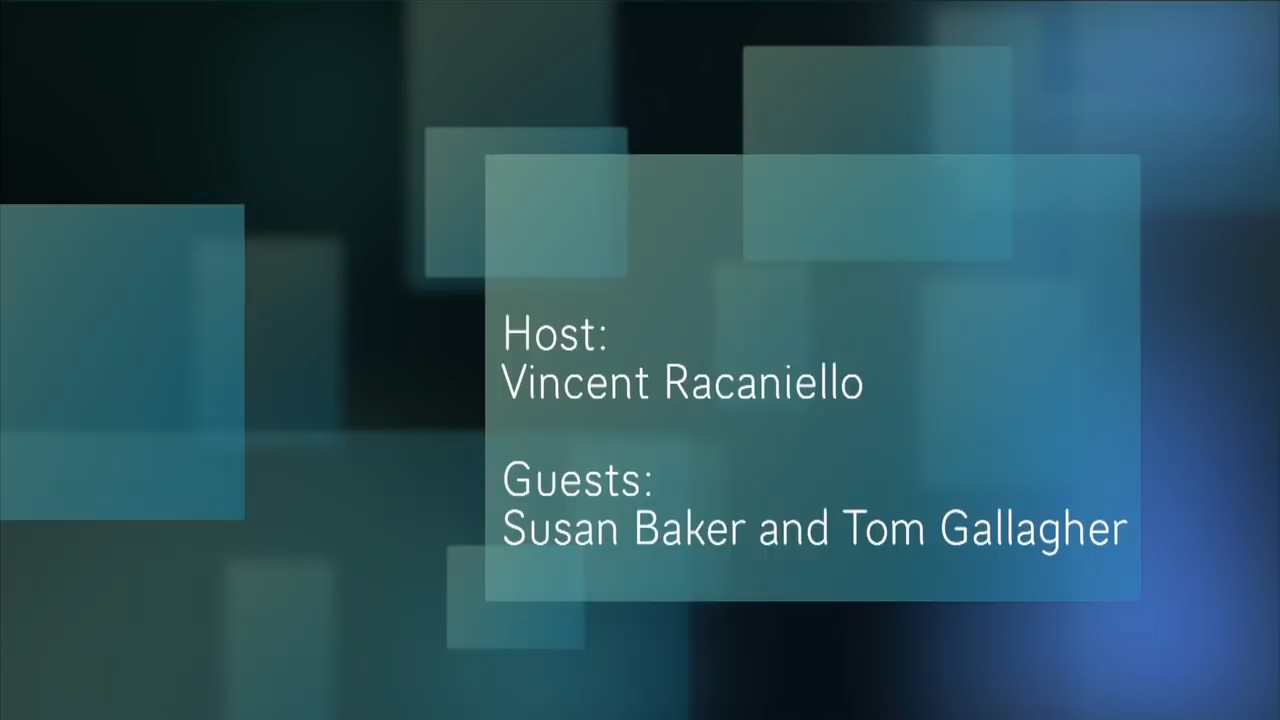 Host:
Vincent Racaniello
Guests:
Susan Baker and Tom Gallagher